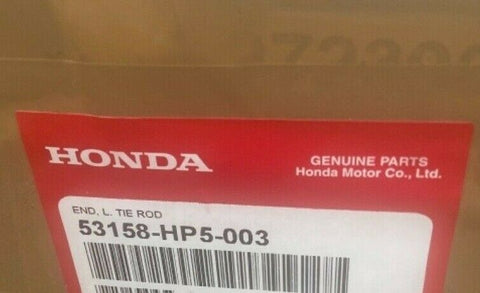 HONDA
GENUINE PARTS
Honda Motor Co., Ltd.
END, L. TIE ROD
53158-HP5-003